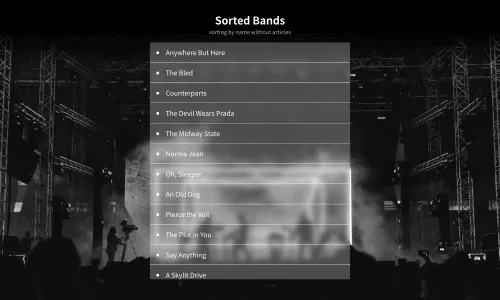 Sorted Bands
sorting by name without articles
Anywhere But Here
The Bled
Counterparts
The Devil Wears Prada
The Midway State
Norma Jean
Oh, Sleeper
An Old Dog
Pierce the Veil
The Plot in You
Say Anything
A Skylit Drive